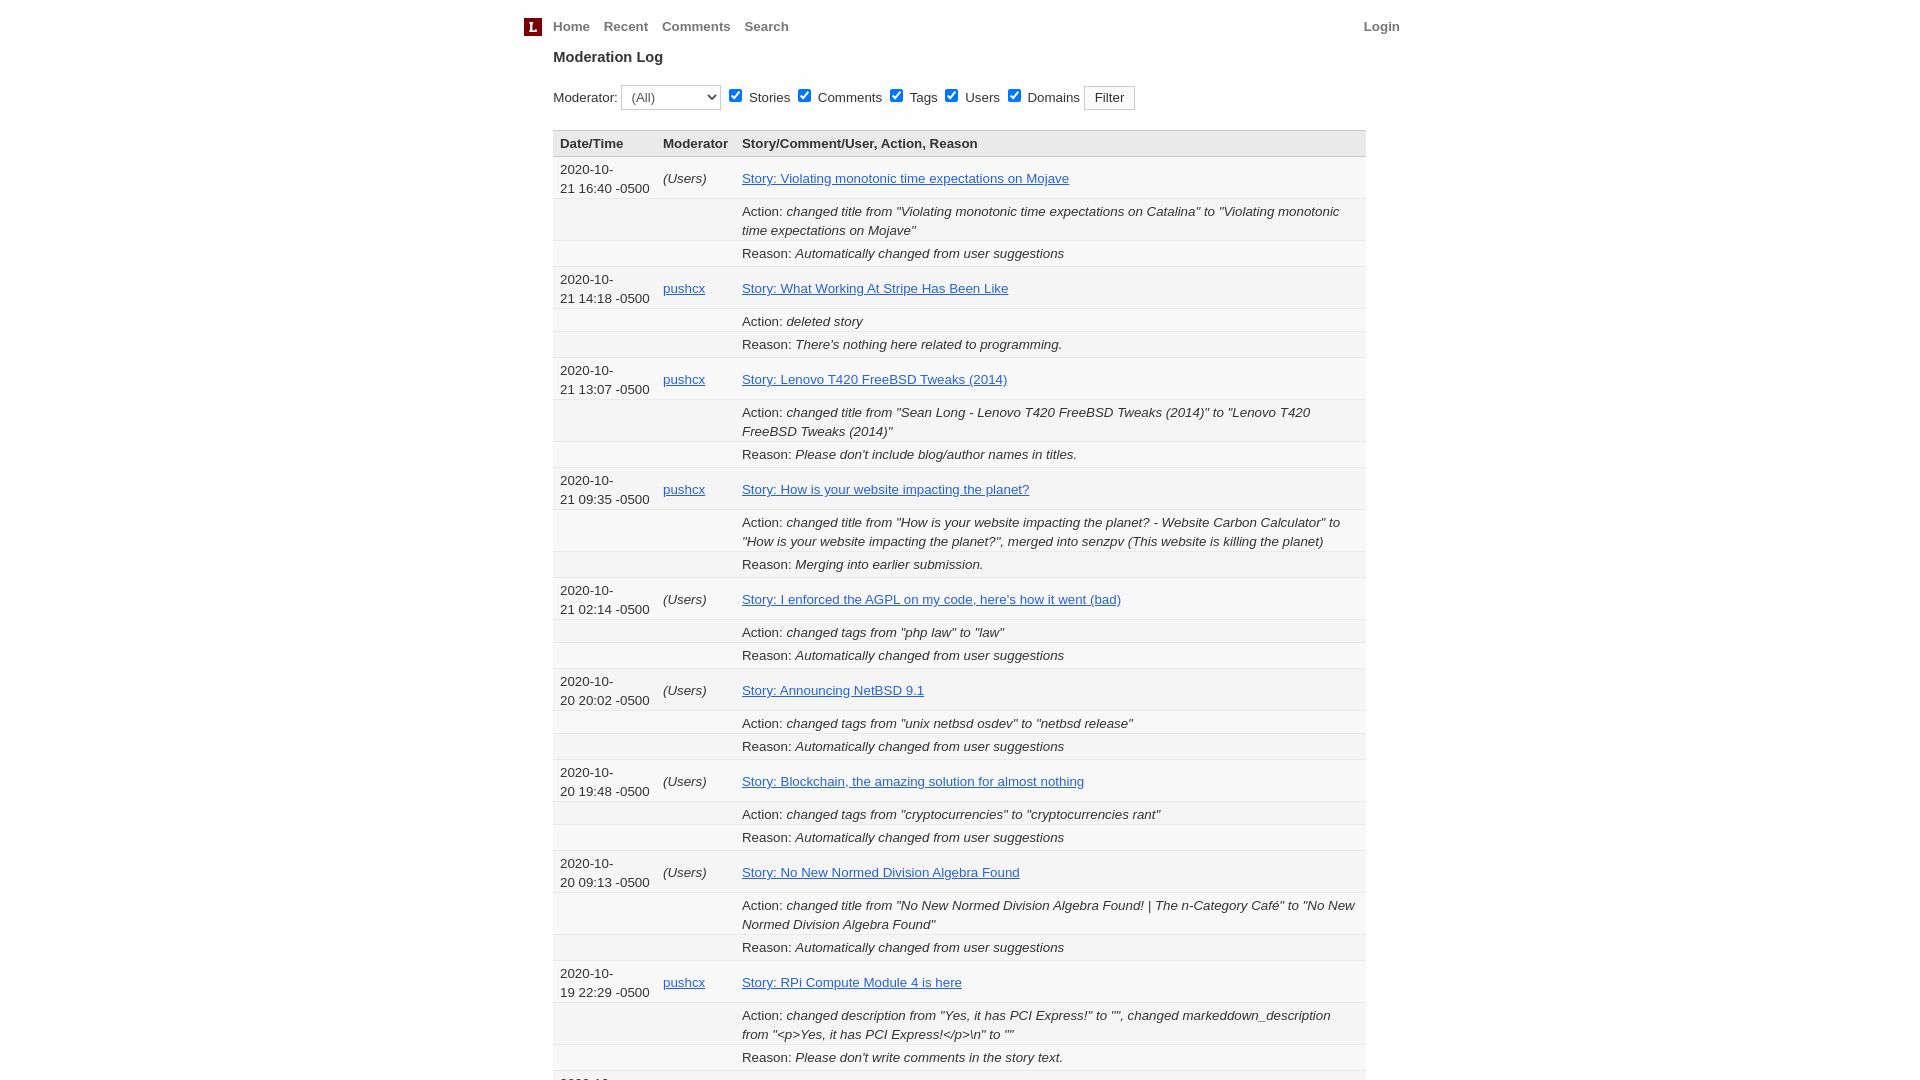 L Home Recent Comments Search Login
Moderation Log
Moderator: (All) Stories Comments Tags Users Domains Filter
Date/Time Moderator Story/Comment/User, Action, Reason
2020-10-
21 16:40 -0500 (Users) Story: Violating monotonic time expectations on Mojave
Action: changed title from "Violating monotonic time expectations on Catalina" to "Violating monotonic
time expectations on Mojave"
Reason: Automatically changed from user suggestions
2020-10-
21 14:18 -0500 pushcx Story: What Working At Stripe Has Been Like
Action: deleted story
Reason: There's nothing here related to programming.
2020-10-
21 13:07 -0500 pushcx Story: Lenovo T420 FreeBSD Tweaks (2014)
Action: changed title from "Sean Long - Lenovo T420 FreeBSD Tweaks (2014)" to "Lenovo T420
FreeBSD Tweaks (2014)"
Reason: Please don't include blog/author names in titles.
2020-10-
21 09:35 -0500 pushcx Story: How is your website impacting the planet?
Action: changed title from "How is your website impacting the planet? - Website Carbon Calculator" to
"How is your website impacting the planet?", merged into senzpv (This website is killing the planet)
Reason: Merging into earlier submission.
2020-10-
21 02:14 -0500 (Users) Story: I enforced the AGPL on my code, here's how it went (bad)
Action: changed tags from "php law" to "law"
Reason: Automatically changed from user suggestions
2020-10-
20 20:02 -0500 (Users) Story: Announcing NetBSD 9.1
Action: changed tags from "unix netbsd osdev" to "netbsd release"
Reason: Automatically changed from user suggestions
2020-10-
20 19:48 -0500 (Users) Story: Blockchain, the amazing solution for almost nothing
Action: changed tags from "cryptocurrencies" to "cryptocurrencies rant"
Reason: Automatically changed from user suggestions
2020-10-
20 09:13 -0500 (Users) Story: No New Normed Division Algebra Found
Action: changed title from "No New Normed Division Algebra Found! | The n-Category Café" to "No New
Normed Division Algebra Found"
Reason: Automatically changed from user suggestions
2020-10-
19 22:29 -0500 pushcx Story: RPi Compute Module 4 is here
Action: changed description from "Yes, it has PCI Express!" to "", changed markeddown_description
from "<p>Yes, it has PCI Express!</p>\n" to ""
Reason: Please don't write comments in the story text.